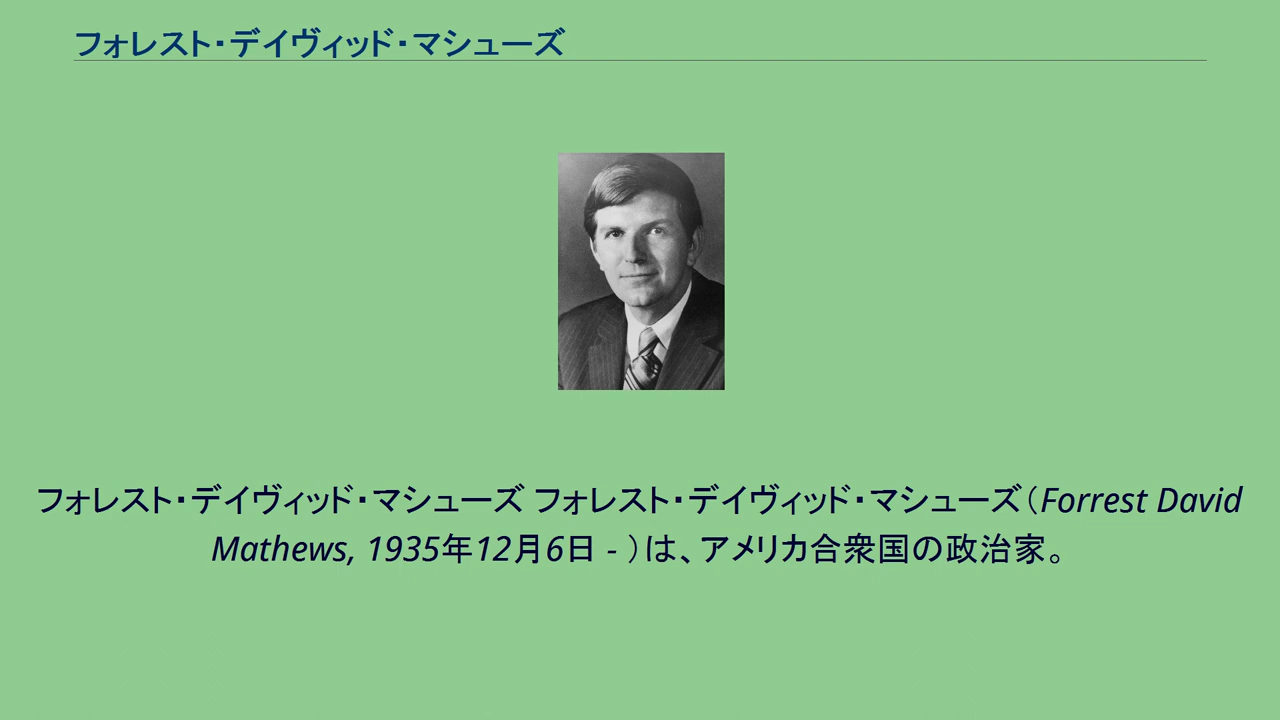 フォレスト・デイヴィッド・マシューズ
フォレスト・デイヴィッド・マシューズ フォレスト・デイヴィッド・マシューズ（Forrest David
Mathews, 1935年12月6日 - ）は、アメリカ合衆国の政治家。